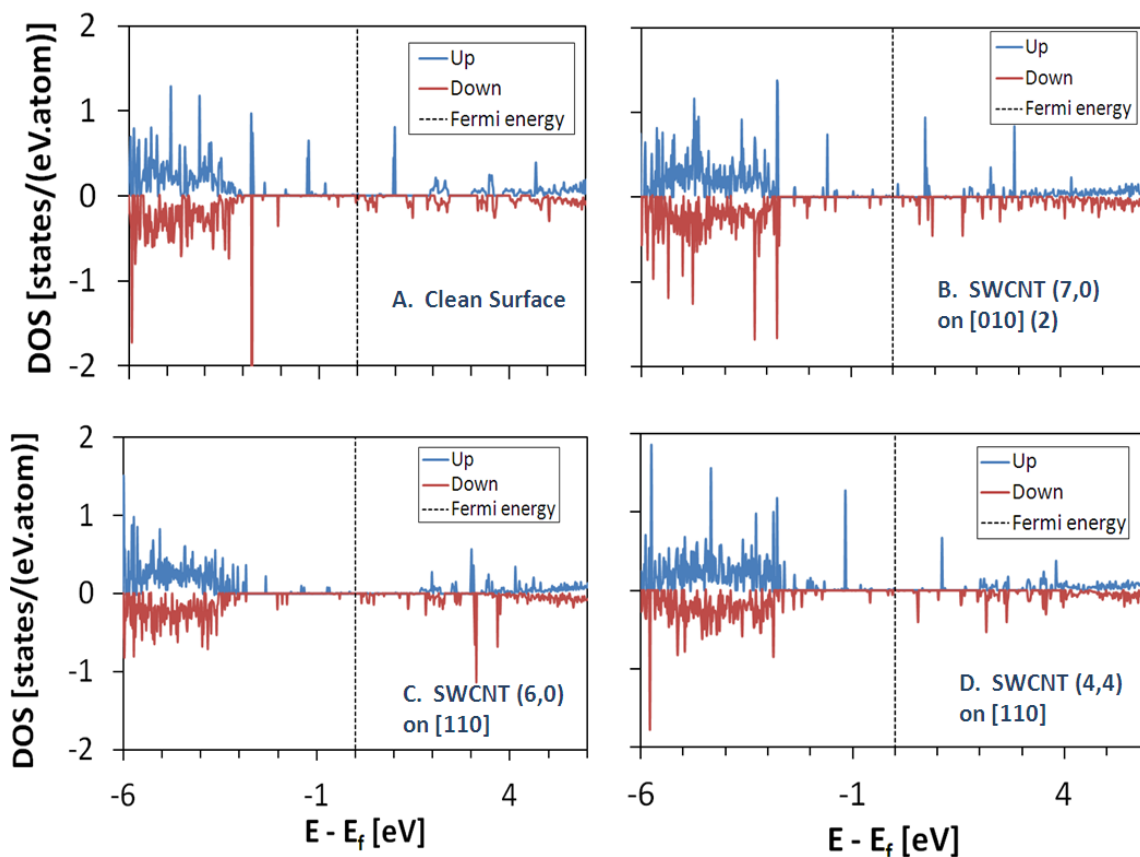 DOS [states/(eV.atom)]
2
1
0
-1
-2
Up
Down
Fermi energy
A. Clean Surface
Up
Down
Fermi energy
B. SWCNT (7,0)
on [010] (2)
DOS [states/(eV.atom)]
2
1
0
-1
-2
Up
Down
Fermi energy
C. SWCNT (6,0)
on [110]
-6
-1
4
E - Ef [eV]
Up
Down
Fermi energy
D. SWCNT (4,4)
on [110]
-6
-1
4
E - Ef [eV]